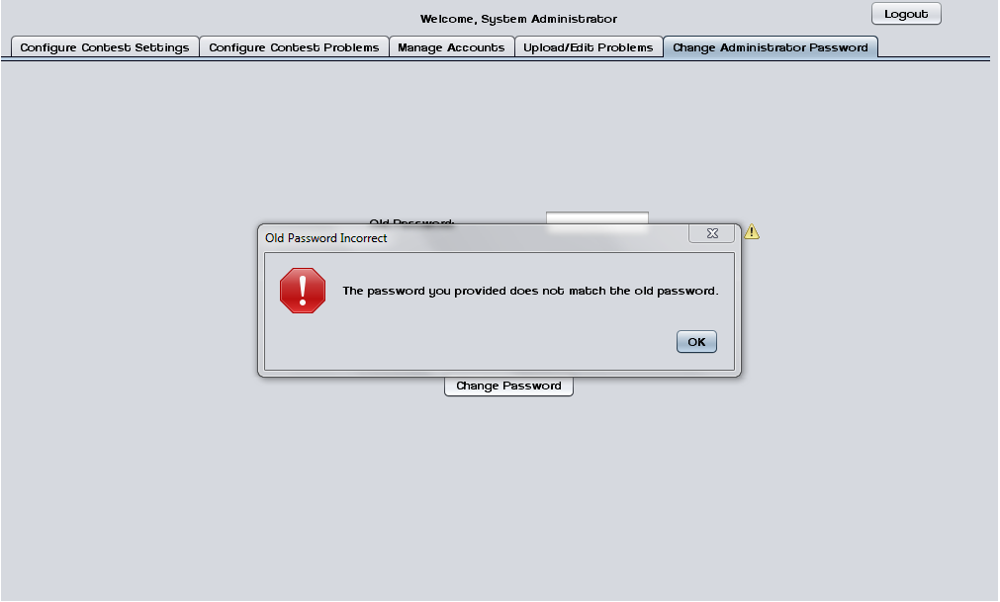 Welcome, System Administrator
Logout
Configure Contest Settings
Configure Contest Problems
Manage Accounts
Upload/Edit Problems
Change Administrator Password
Old Password:
Old Password Incorrect
The password you provided does not match the old password.
OK
Change Password